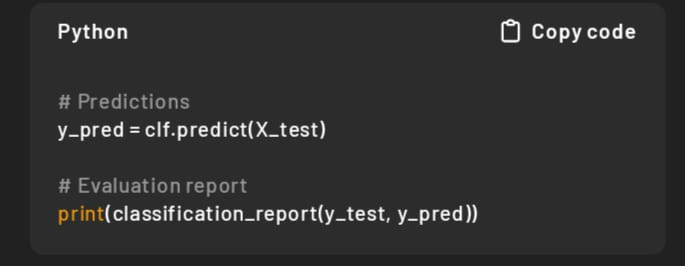 Python
Copy code
# Predictions
y_pred = clf.predict(X_test)
# Evaluation report
print(classification_report(y_test, y_pred))